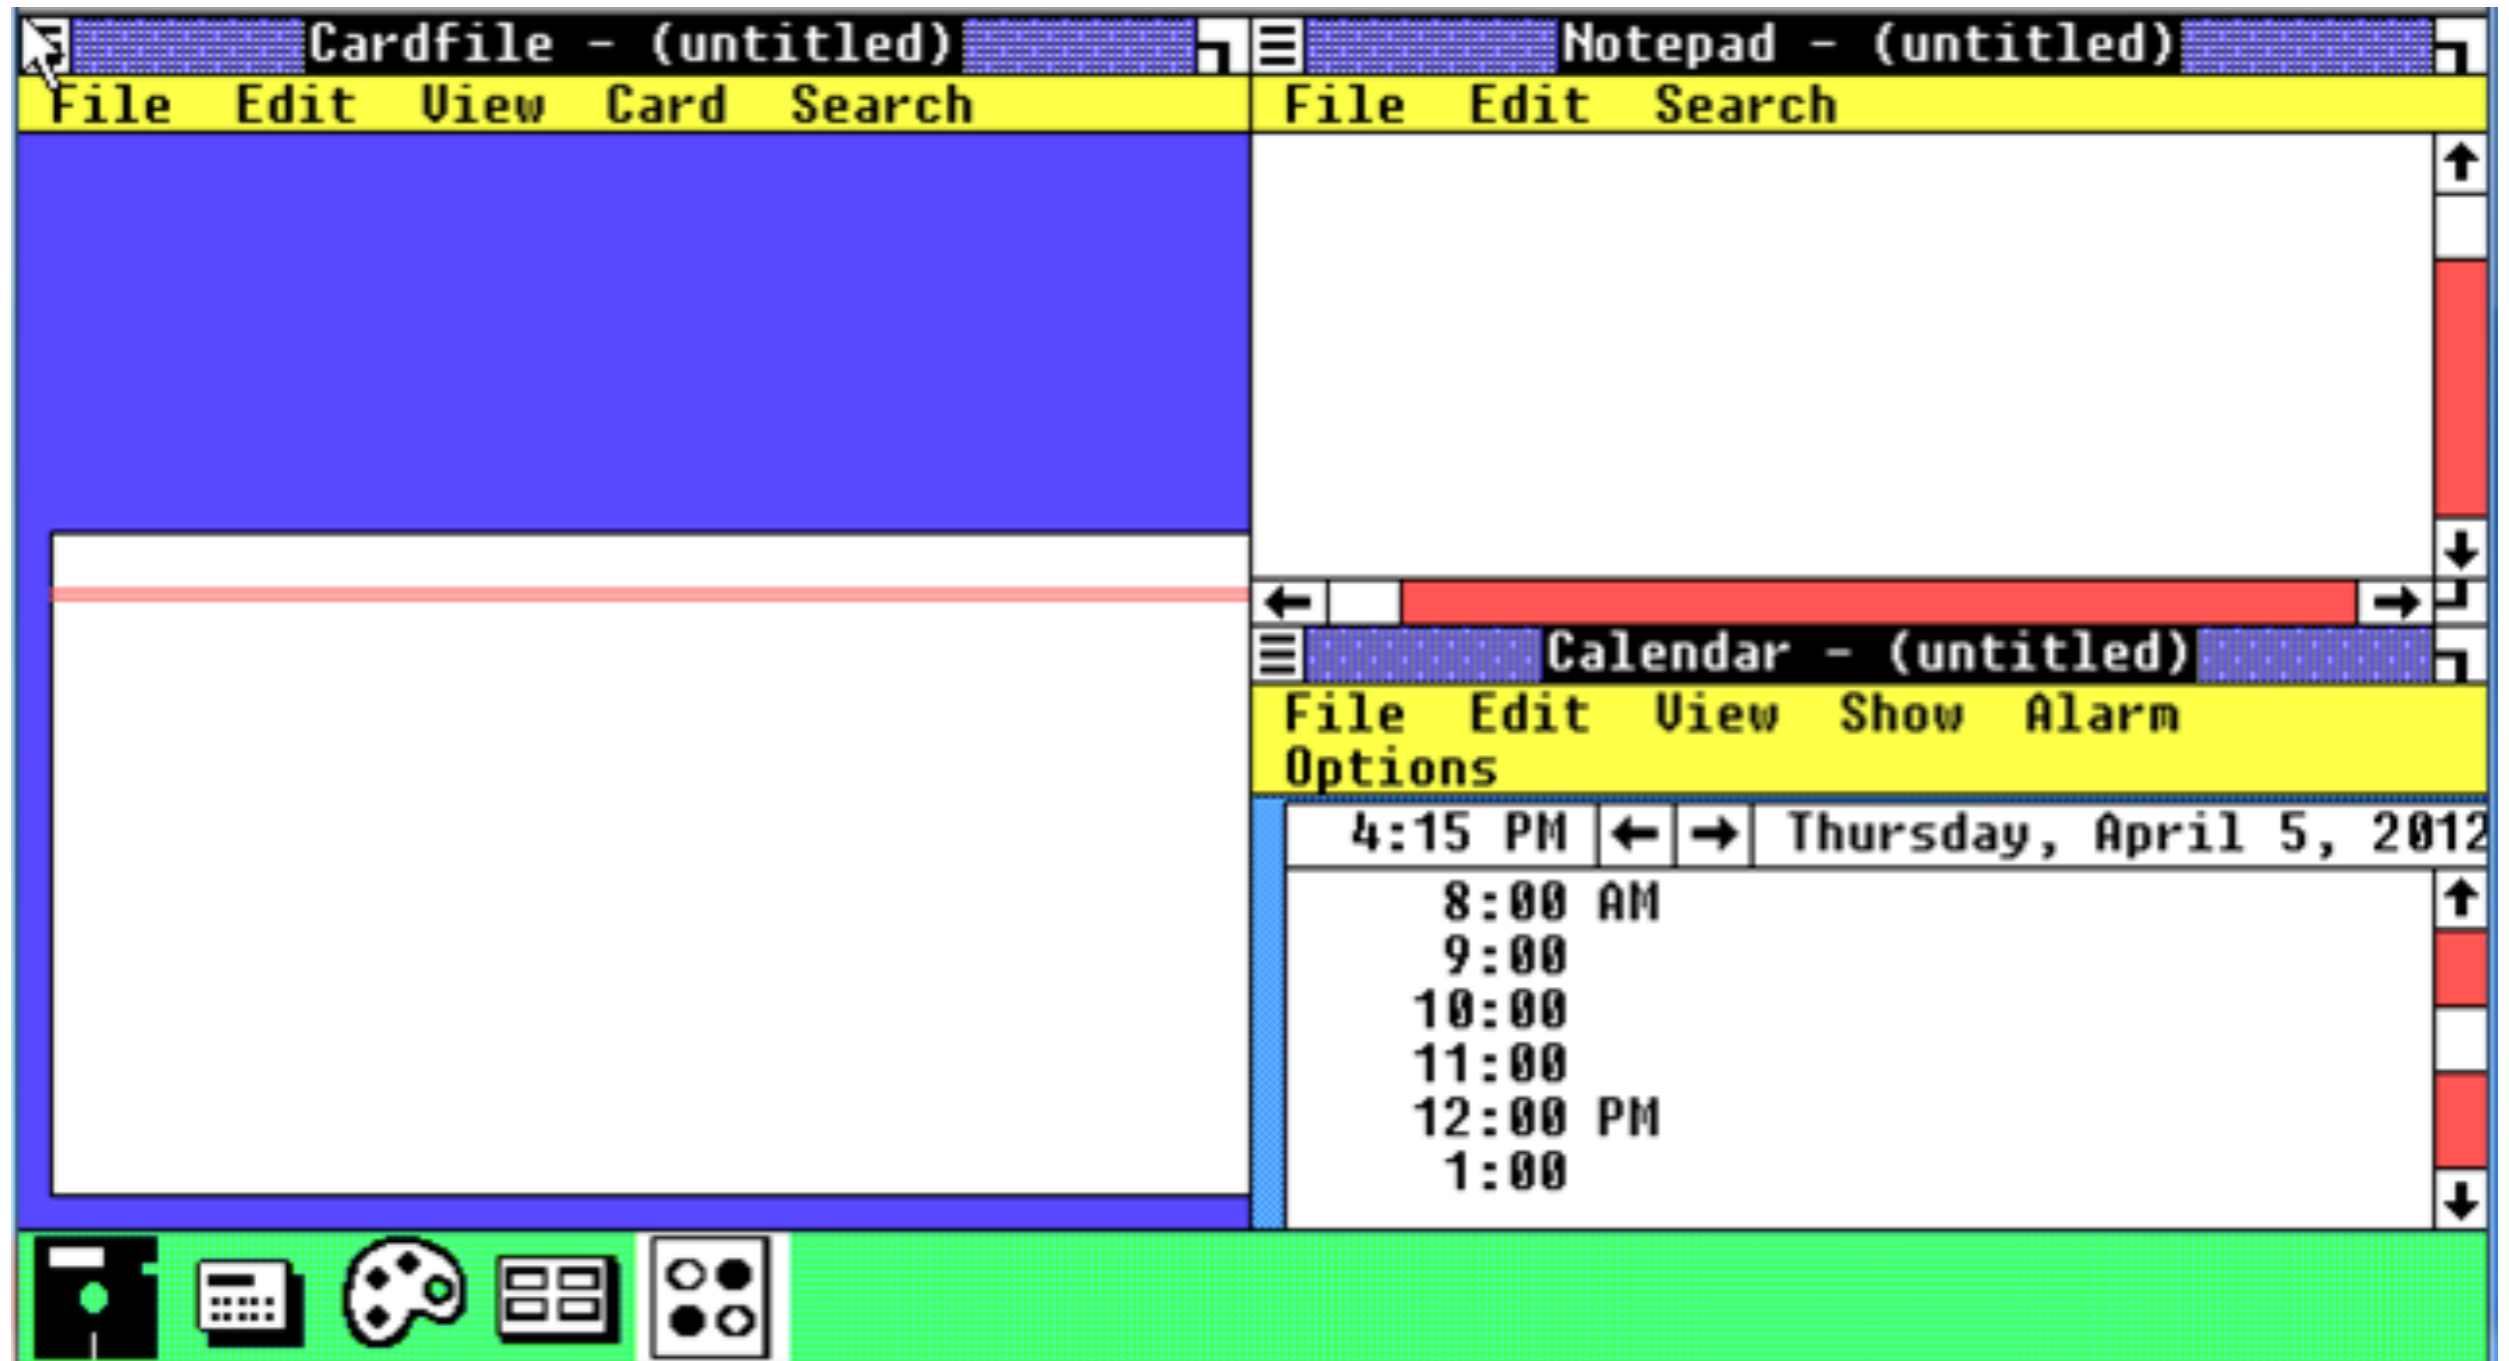 Cardfile - (untitled)
File Edit View Card Search
Notepad - (untitled)
File Edit Search
Calendar - (untitled)
File Edit View Show Alarm
Options
4:15 PM Thursday, April 5, 2012
8:00 AM
9:00
10:00
11:00
12:00 PM
1:00